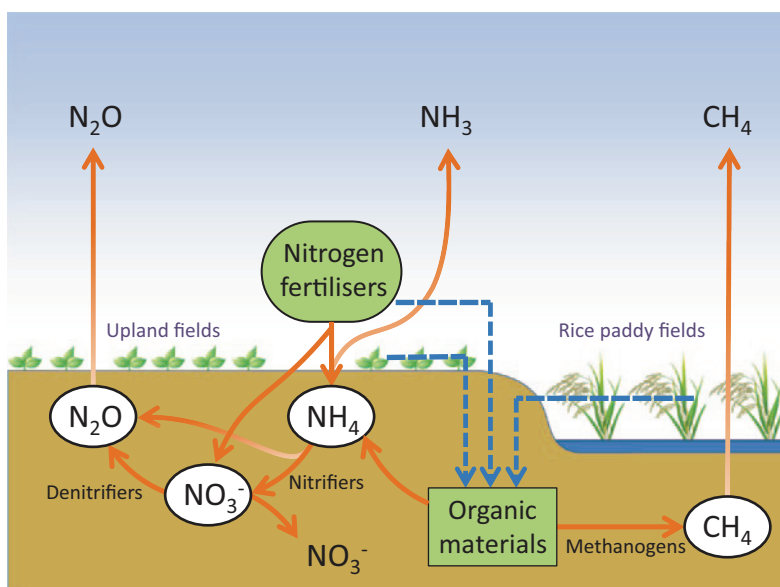 N₂O
NH₃
CH₄
Nitrogen
fertilisers
Upland fields
Rice paddy fields
N₂O
NH₄
Denitrifiers
NO₃⁻
Nitrifiers
Organic
materials
Methanogens
CH₄
NO₃⁻